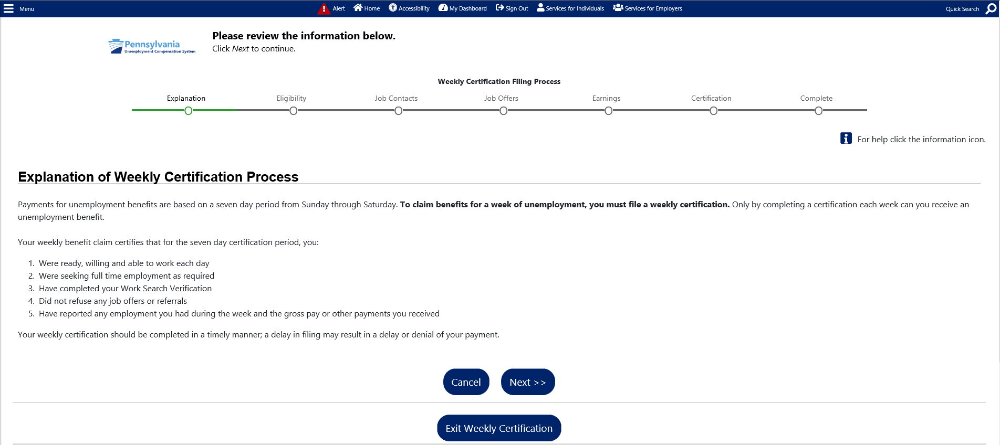 Menu
Alert Home Accessibility My Dashboard Sign Out Services for Individuals Services for Employers
Quick Search
Pennsylvania
Unemployment Compensation System
Please review the information below.
Click Next to continue.
Weekly Certification Filing Process
Explanation Eligibility Job Contacts Job Offers Earnings Certification Complete
For help click the information icon.
Explanation of Weekly Certification Process
Payments for unemployment benefits are based on a seven day period from Sunday through Saturday. To claim benefits for a week of unemployment, you must file a weekly certification. Only by completing a certification each week can you receive an
unemployment benefit.
Your weekly benefit claim certifies that for the seven day certification period, you:
1. Were ready, willing and able to work each day
2. Were seeking full time employment as required
3. Have completed your Work Search Verification
4. Did not refuse any job offers or referrals
5. Have reported any employment you had during the week and the gross pay or other payments you received
Your weekly certification should be completed in a timely manner; a delay in filing may result in a delay or denial of your payment.
Cancel Next >>
Exit Weekly Certification